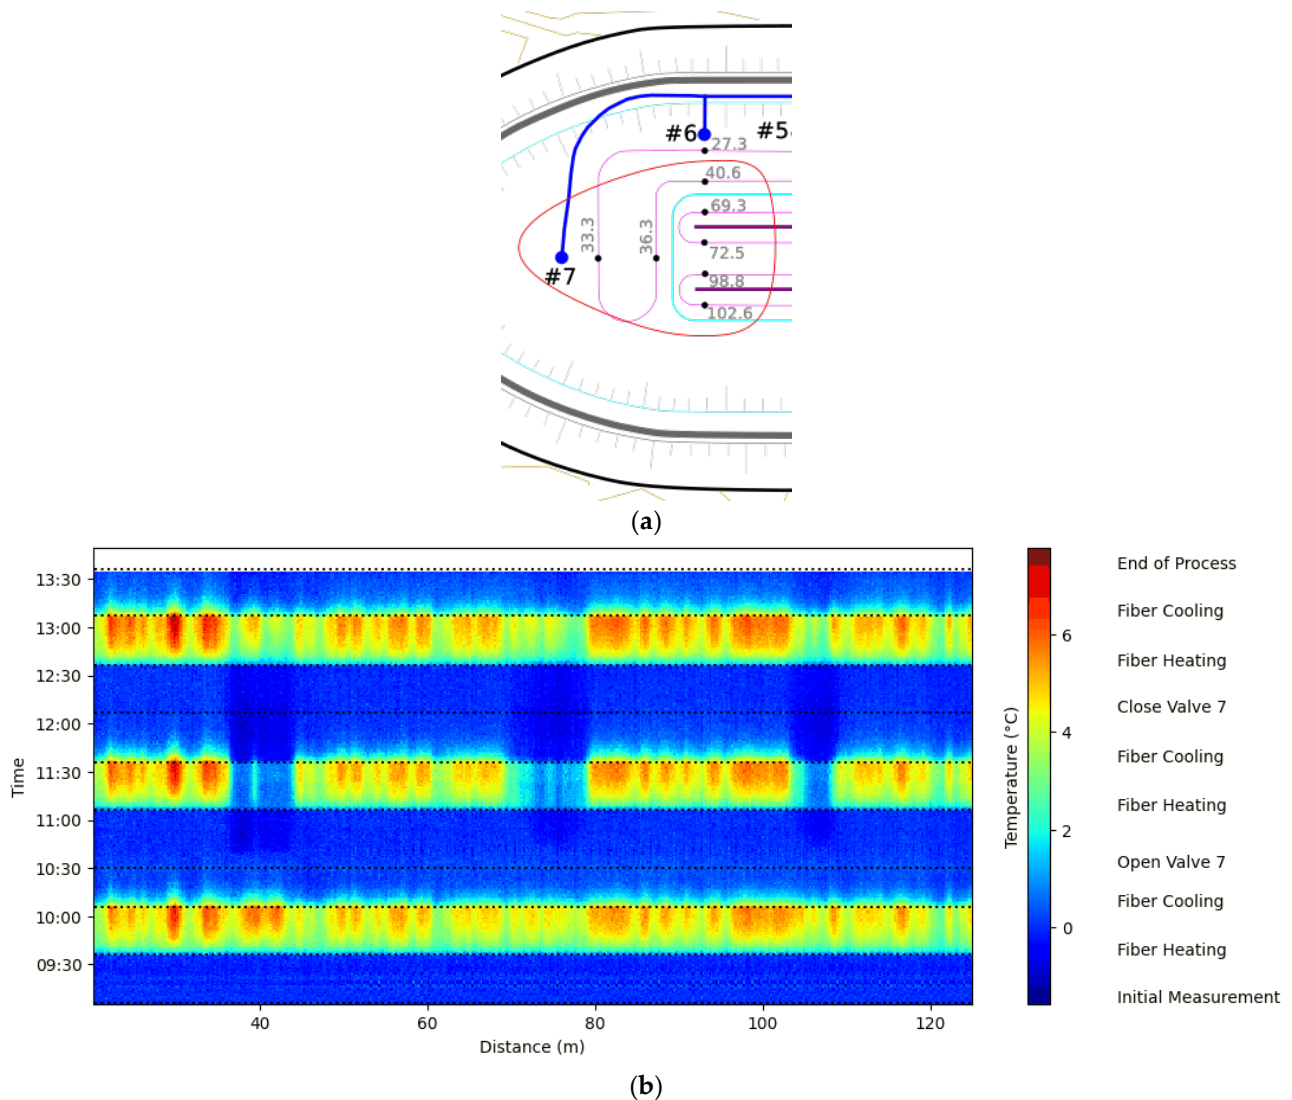 #6
#5
27.3
40.6
69.3
33.3
36.3
72.5
#7
98.8
102.6
(a)
13:30
13:00
12:30
12:00
11:30
11:00
10:30
10:00
09:30
Time
40
60
80
100
120
Distance (m)
6
4
2
0
Temperature (°C)
End of Process
Fiber Cooling
Fiber Heating
Close Valve 7
Fiber Cooling
Fiber Heating
Open Valve 7
Fiber Cooling
Fiber Heating
Initial Measurement
(b)